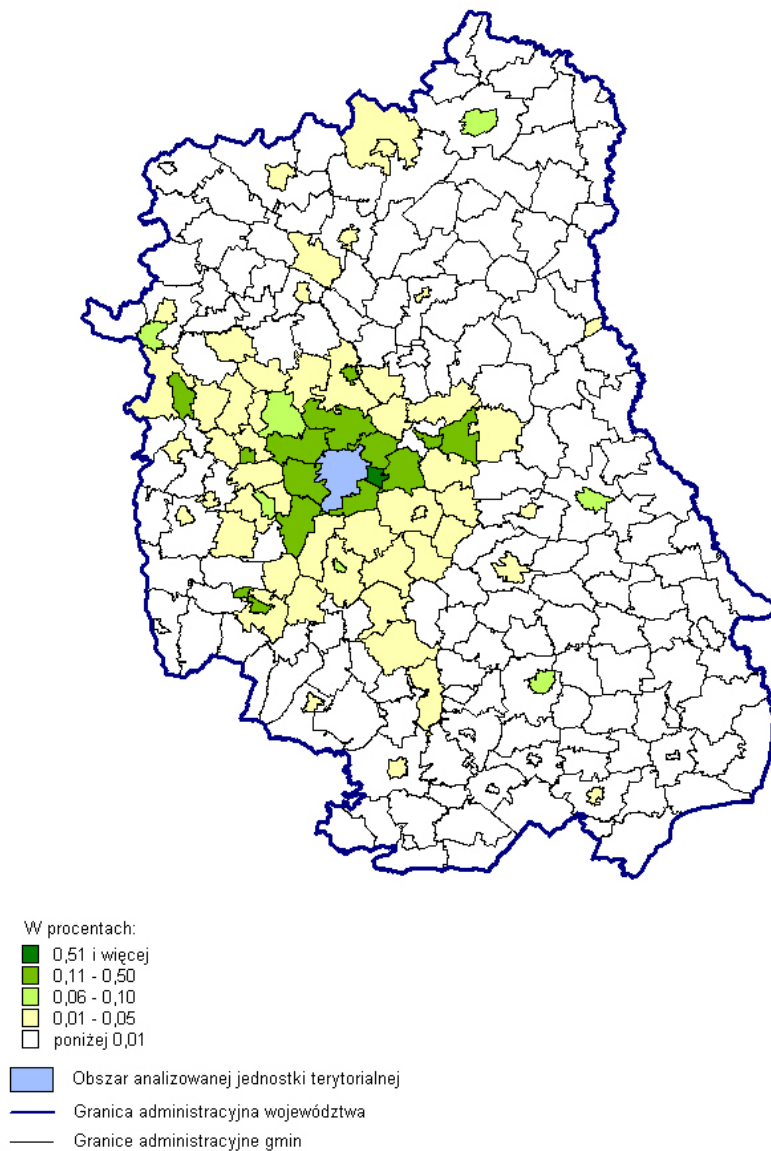 W procentach:
0,51 i więcej
0,11 - 0,50
0,06 - 0,10
0,01 - 0,05
poniżej 0,01
Obszar analizowanej jednostki terytorialnej
Granica administracyjna województwa
Granice administracyjne gmin